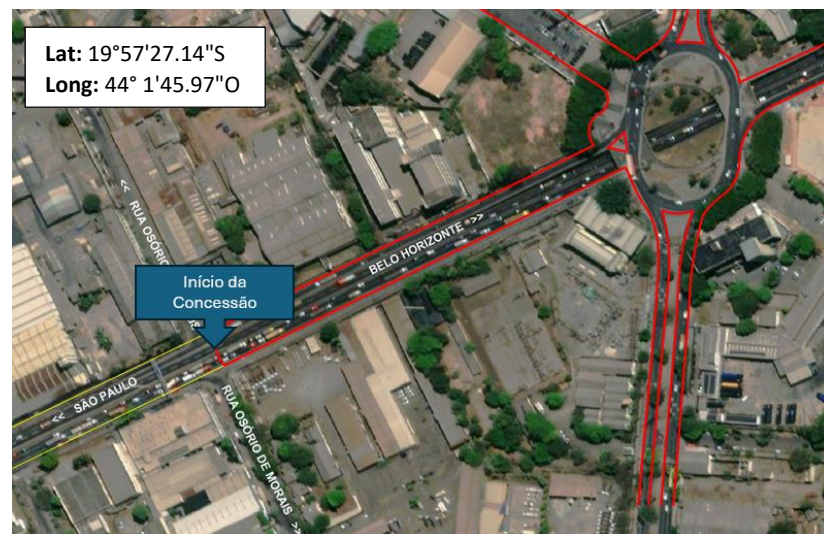 Lat: 19°57'27.14"S
Long: 44° 1'45.97"O
<< RUA OSÓRIO
BELO HORIZONTE >>
Início da
Concessão
<< SÃO PAULO
RUA OSÓRIO DE MORAIS >>